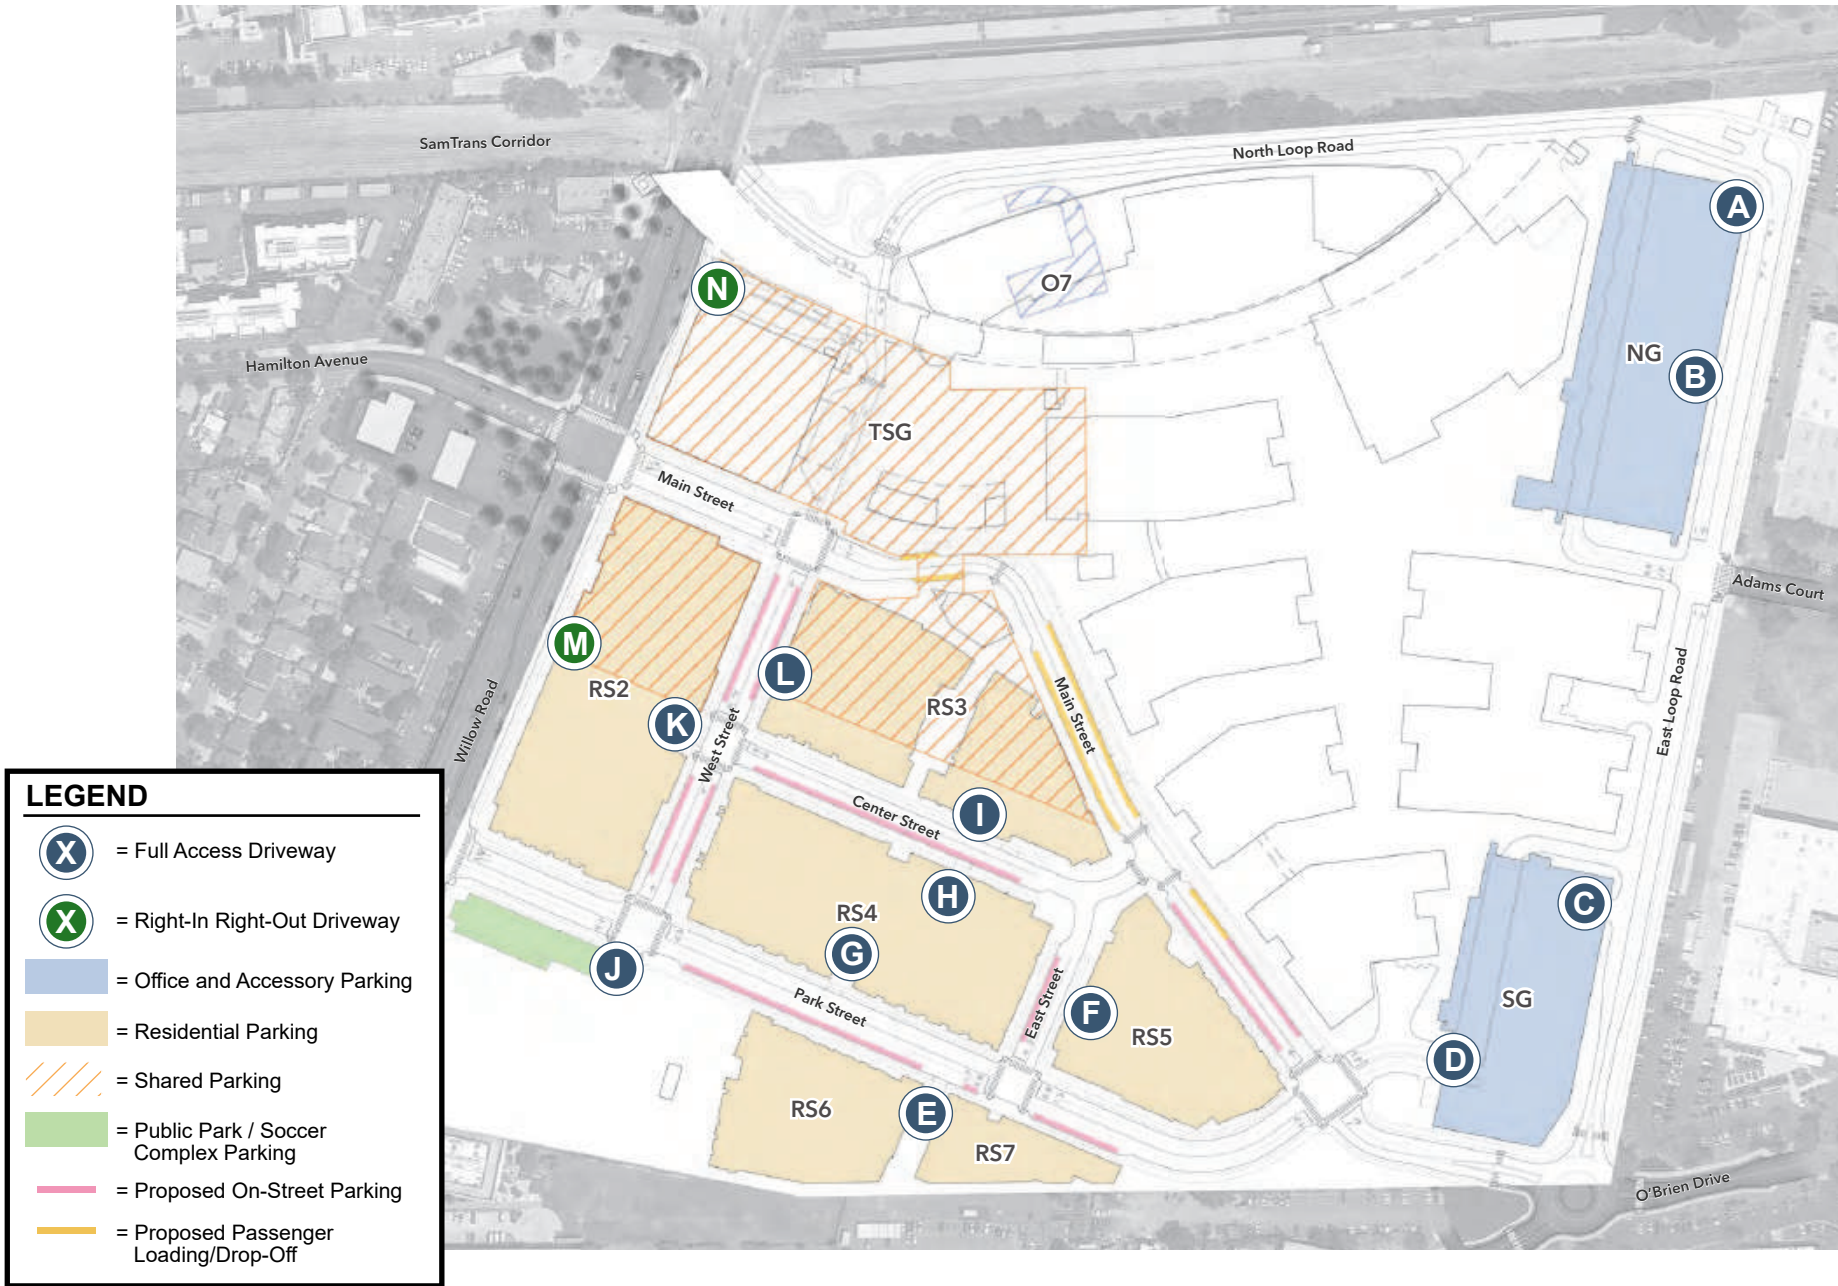 SamTrans Corridor
North Loop Road
A
N
O7
Hamilton Avenue
NG
B
TSG
Main Street
Adams Court
M
L
RS2
K
RS3
West Street
Main Street
Willow Road
East Loop Road
I
Center Street
H
RS4
G
C
SG
J
Park Street
East Street
F
RS5
D
RS6
E
RS7
O'Brien Drive
LEGEND
X = Full Access Driveway
X = Right-In Right-Out Driveway
= Office and Accessory Parking
= Residential Parking
= Shared Parking
= Public Park / Soccer
Complex Parking
= Proposed On-Street Parking
= Proposed Passenger
Loading/Drop-Off